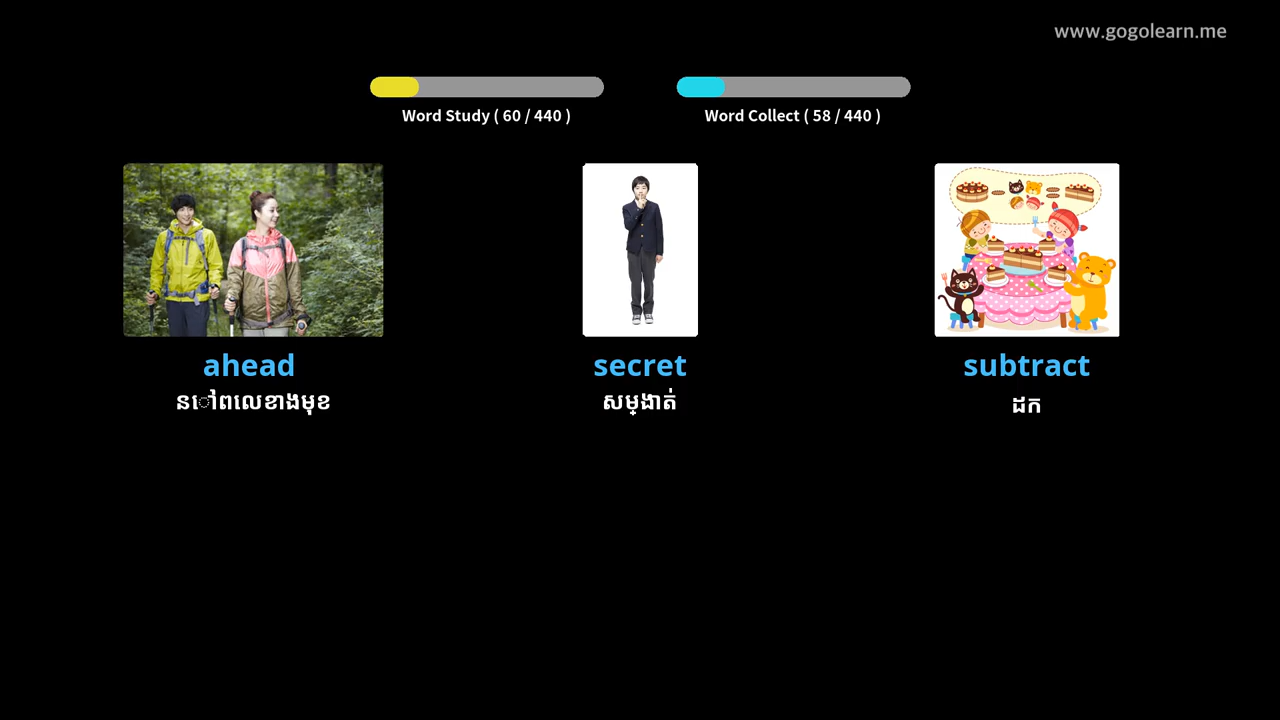 www.gogolearn.me
Word Study ( 60 / 440 )
Word Collect ( 58 / 440 )
ahead
នៅពលេខាងមុខ
secret
សម្ងាត់
subtract
ដក